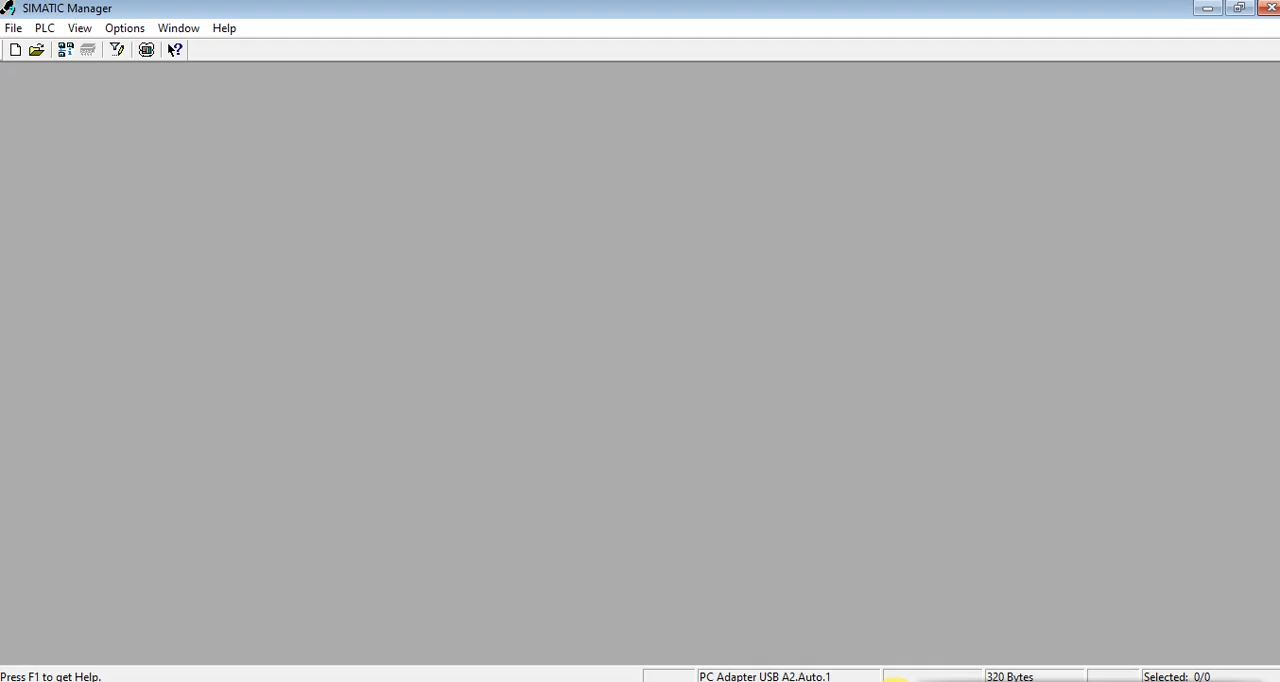 SIMATIC Manager
File PLC View Options Window Help
Press F1 to get Help. PC Adapter USB A2.Auto.1 320 Bytes Selected: 0/0